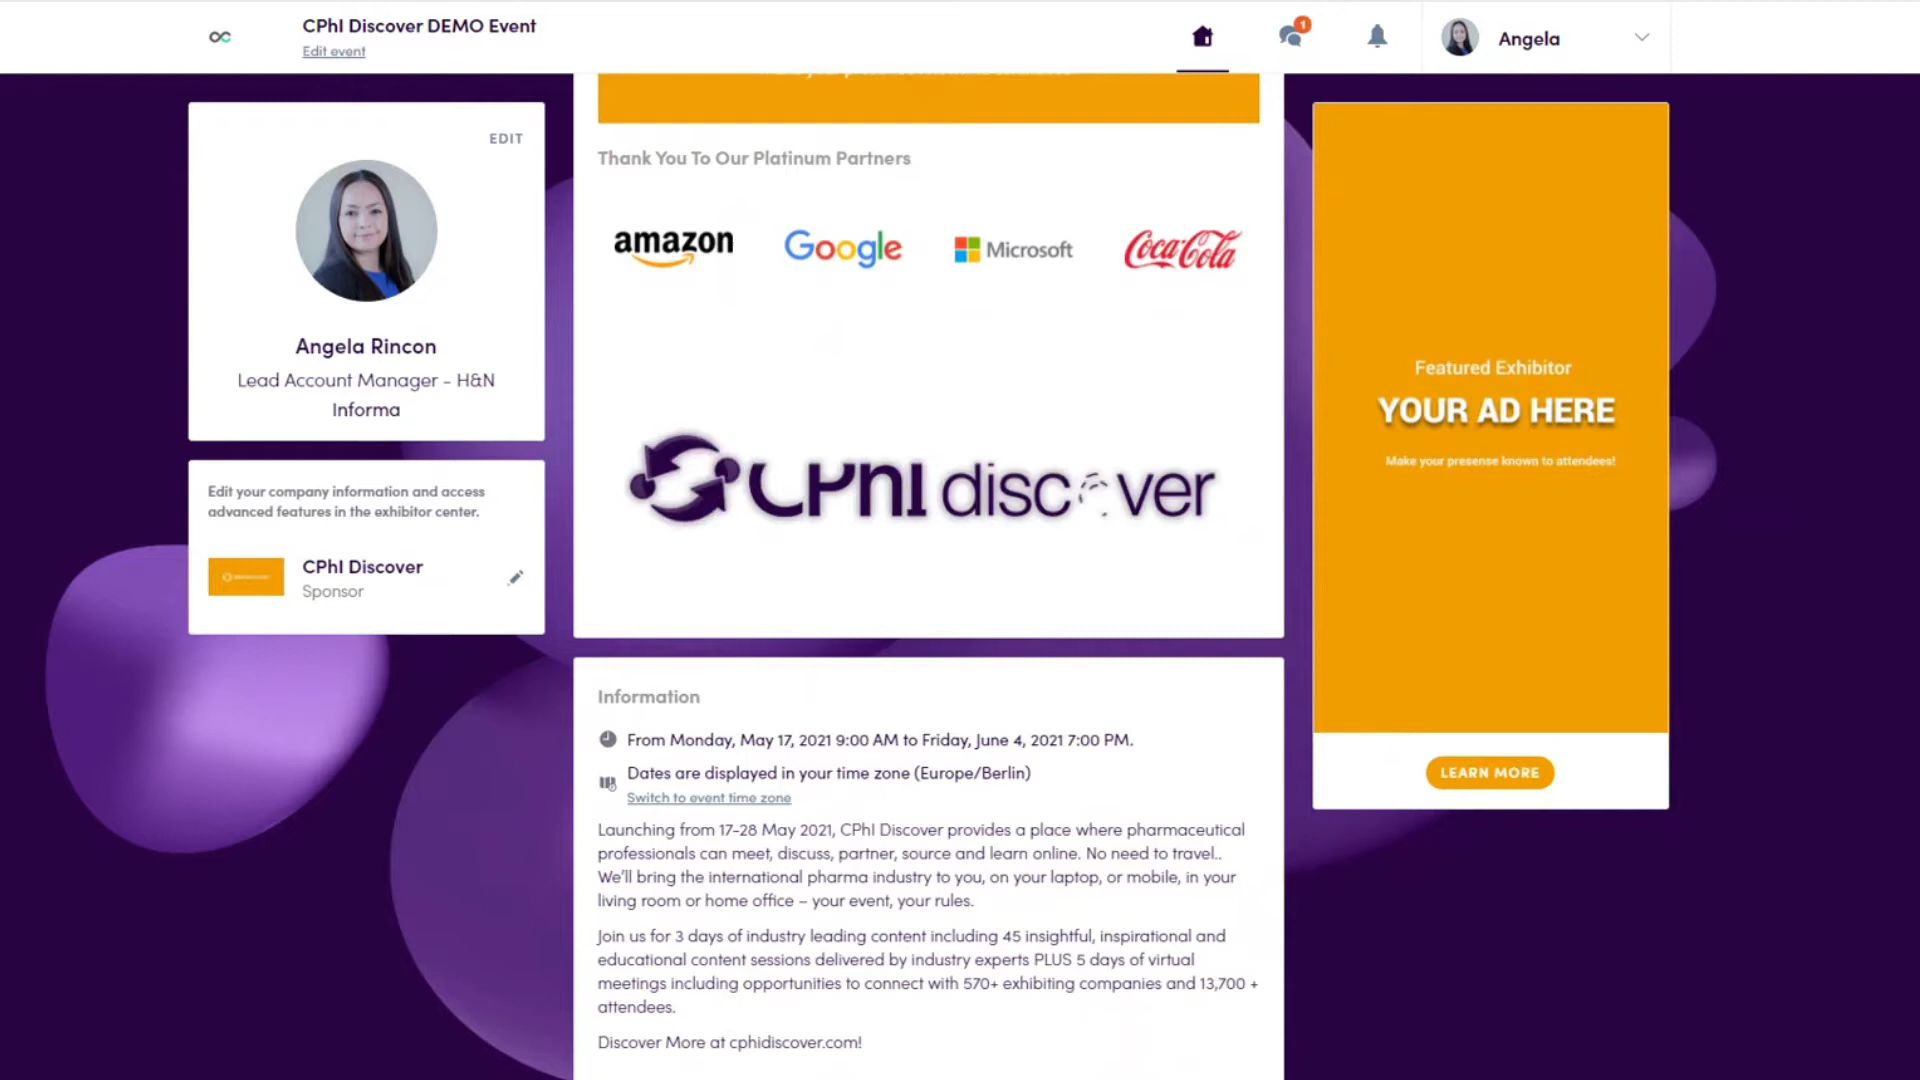 CPhI Discover DEMO Event
Edit event
1
Angela
EDIT
Angela Rincon
Lead Account Manager - H&N
Informa
Edit your company information and access
advanced features in the exhibitor center.
CPhI Discover
Sponsor
Thank You To Our Platinum Partners
amazon
Google
Microsoft
Coca-Cola
CPhI discover
Information
From Monday, May 17, 2021 9:00 AM to Friday, June 4, 2021 7:00 PM.
Dates are displayed in your time zone (Europe/Berlin)
Switch to event time zone
Launching from 17-28 May 2021, CPhI Discover provides a place where pharmaceutical
professionals can meet, discuss, partner, source and learn online. No need to travel..
We'll bring the international pharma industry to you, on your laptop, or mobile, in your
living room or home office – your event, your rules.
Join us for 3 days of industry leading content including 45 insightful, inspirational and
educational content sessions delivered by industry experts PLUS 5 days of virtual
meetings including opportunities to connect with 570+ exhibiting companies and 13,700 +
attendees.
Discover More at cphidiscover.com!
Featured Exhibitor
YOUR AD HERE
Make your presense known to attendees!
LEARN MORE